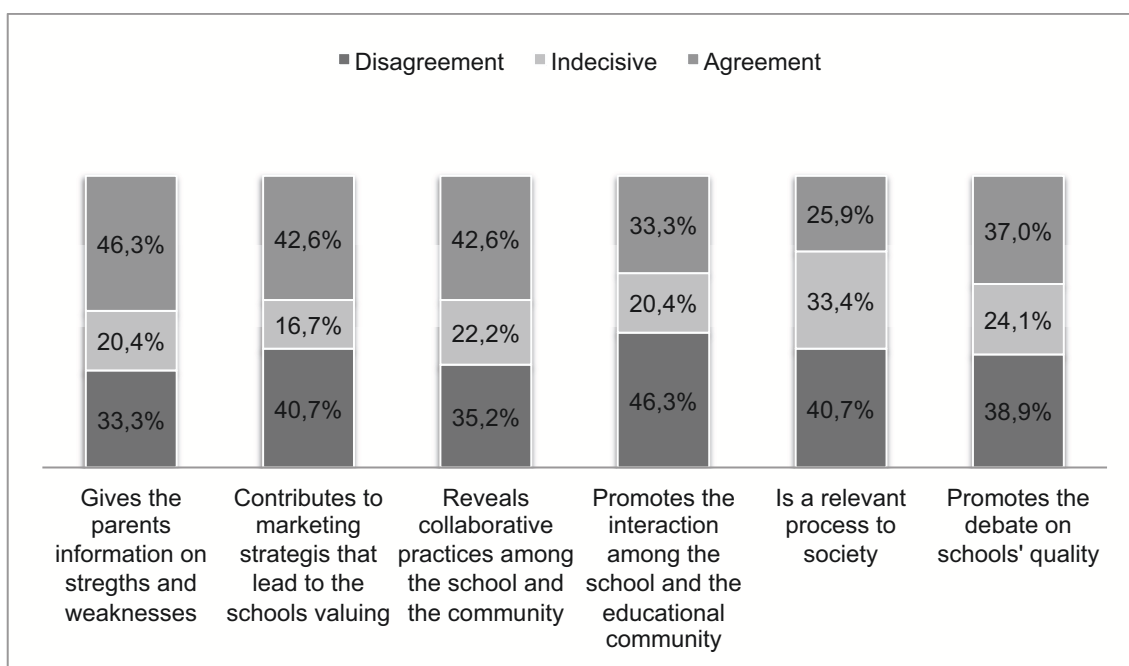 Disagreement Indecisive Agreement
46,3% 42,6% 42,6% 33,3% 25,9% 37,0%
20,4% 16,7% 22,2% 20,4% 33,4% 24,1%
33,3% 40,7% 35,2% 46,3% 40,7% 38,9%
Gives the
parents
information on
stregths and
weaknesses
Contributes to
marketing
strategis that
lead to the
schools valuing
Reveals
collaborative
practices among
the school and
the community
Promotes the
interaction
among the
school and the
educational
community
Is a relevant
process to
society
Promotes the
debate on
schools' quality